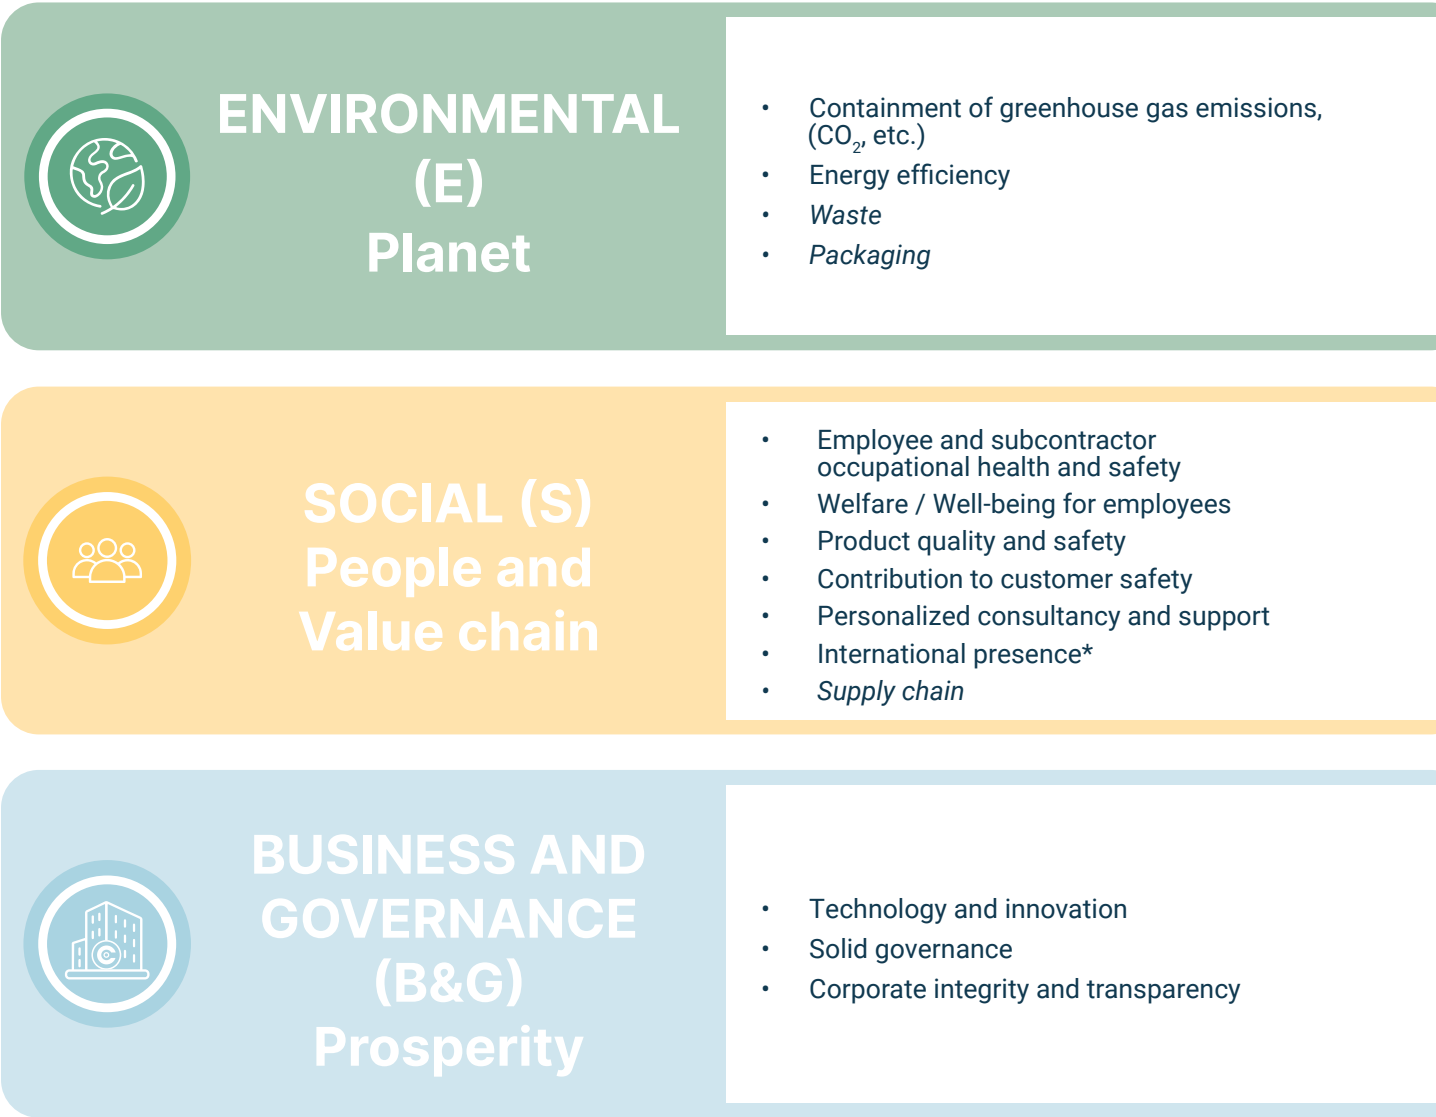 ENVIRONMENTAL
(E)
Planet
• Containment of greenhouse gas emissions,
(CO₂, etc.)
• Energy efficiency
• Waste
• Packaging
SOCIAL (S)
People and
Value chain
• Employee and subcontractor
occupational health and safety
• Welfare / Well-being for employees
• Product quality and safety
• Contribution to customer safety
• Personalized consultancy and support
• International presence*
• Supply chain
BUSINESS AND
GOVERNANCE
(B&G)
Prosperity
• Technology and innovation
• Solid governance
• Corporate integrity and transparency